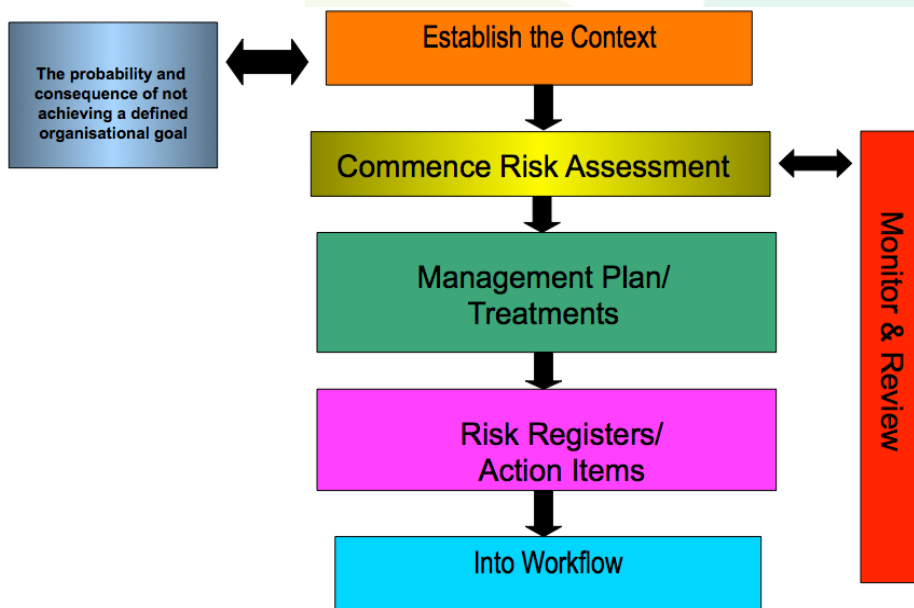 Establish the Context
The probability and
consequence of not
achieving a defined
organisational goal
Commence Risk Assessment
Monitor & Review
Management Plan/
Treatments
Risk Registers/
Action Items
Into Workflow